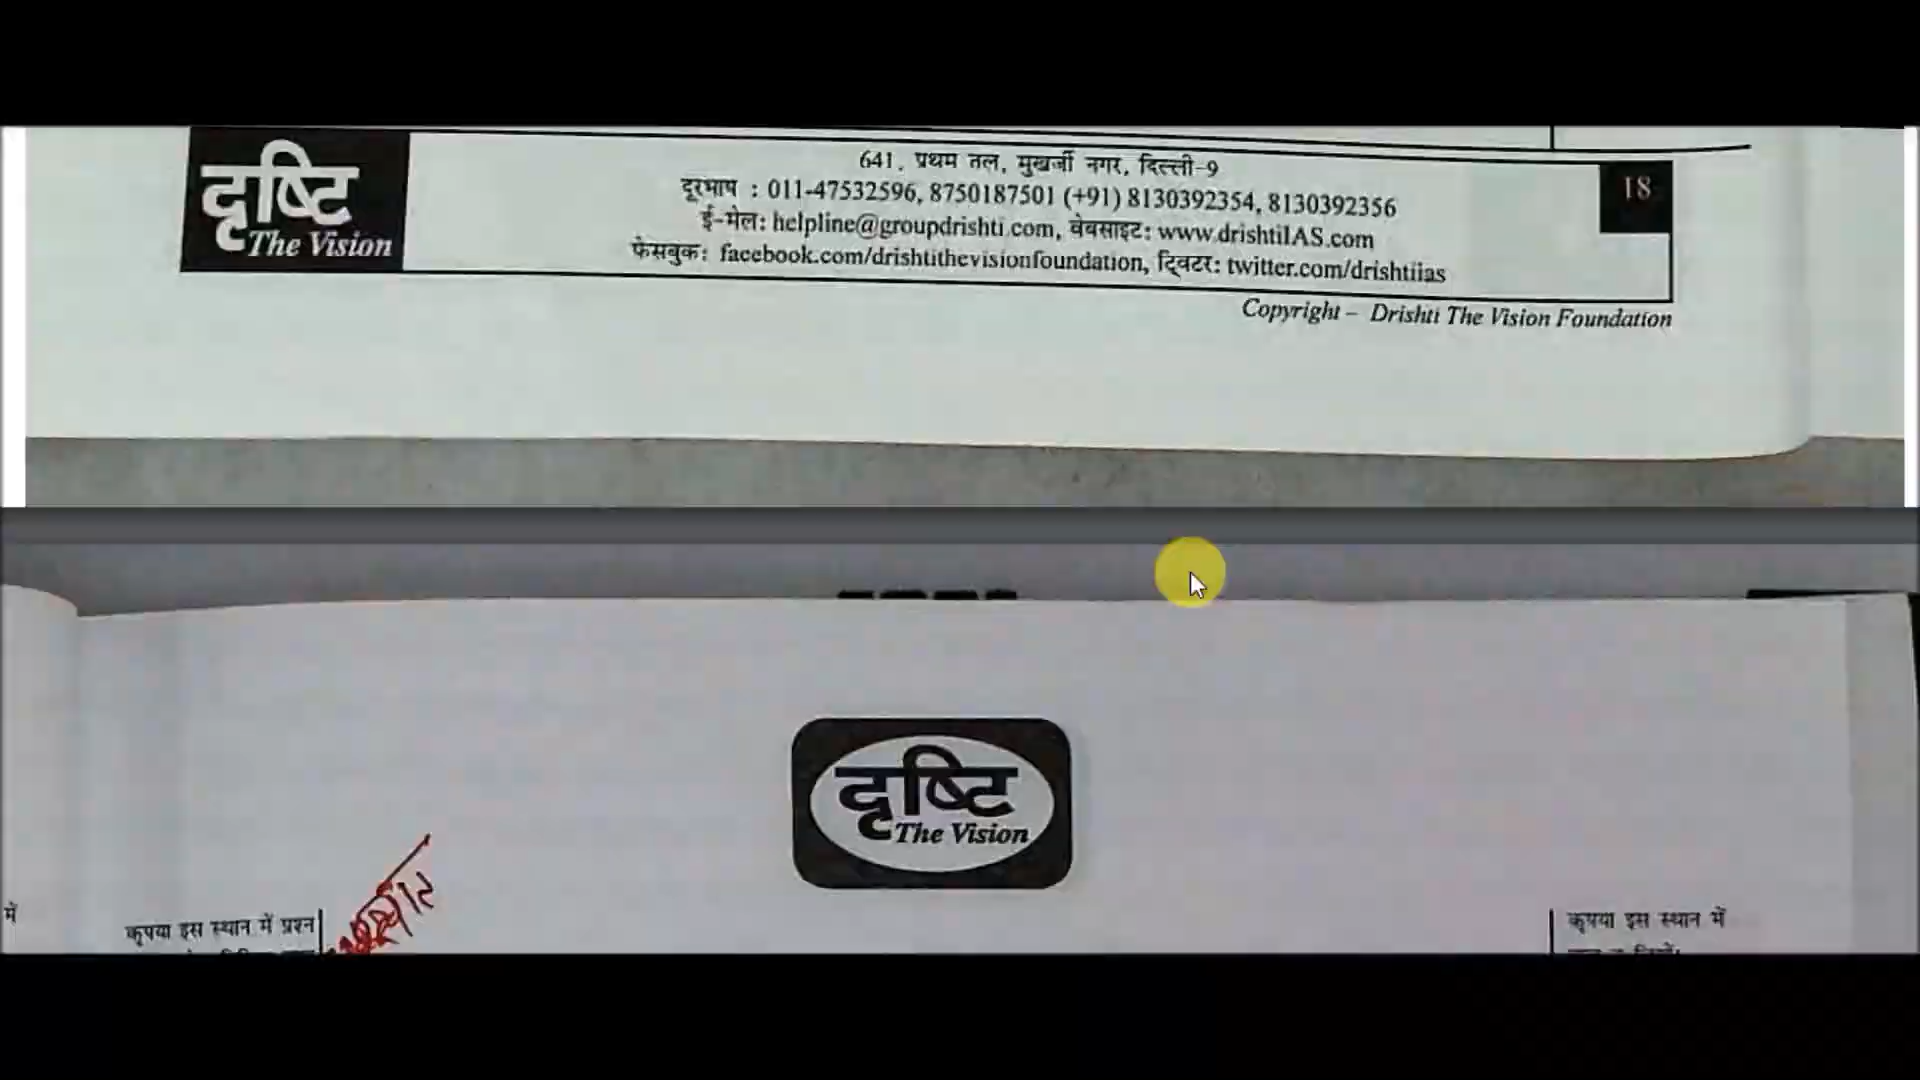 दृष्टि
The Vision
641, प्रथम तल, मुखर्जी नगर, दिल्ली-9
दूरभाष : 011-47532596, 8750187501 (+91) 8130392354, 8130392356
ई-मेल: helpline@groupdrishti.com, वेबसाइट: www.drishtiIAS.com
फेसबुक: facebook.com/drishtithevisionfoundation, ट्विटर: twitter.com/drishtiias
18
Copyright – Drishti The Vision Foundation
दृष्टि
The Vision
में
कृपया इस स्थान में प्रश्न
कृपया इस स्थान में